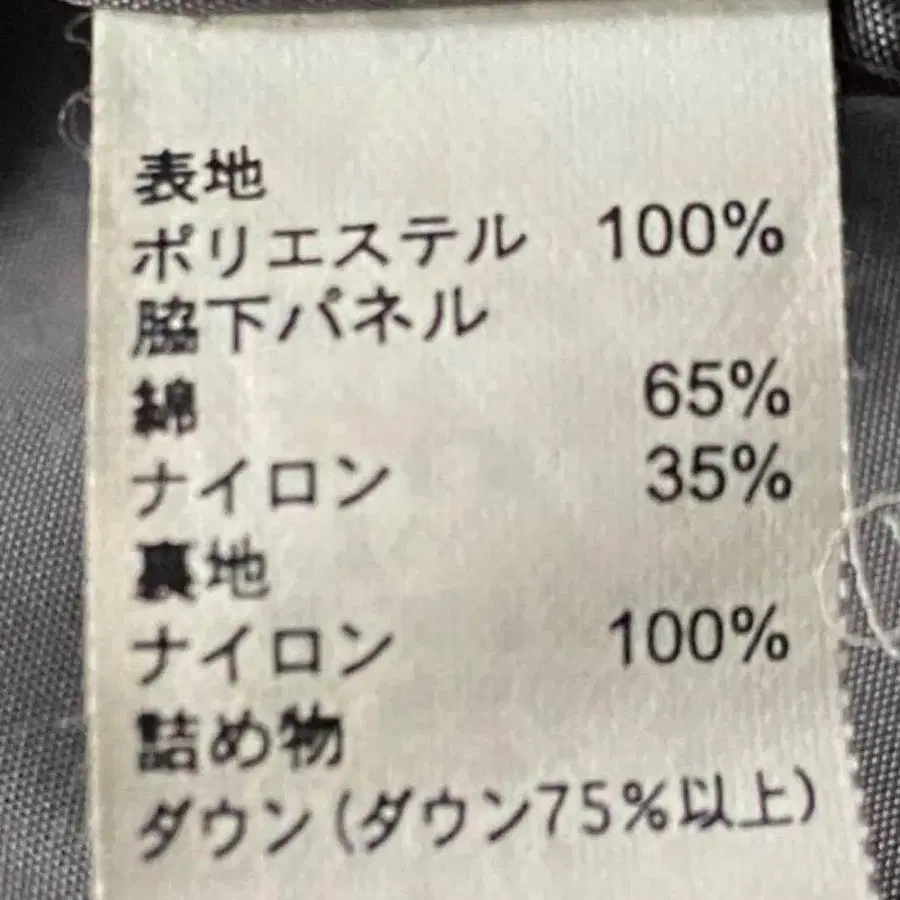 表地
ポリエステル 100%
脇下パネル
綿 65%
ナイロン 35%
裏地
ナイロン 100%
詰め物
ダウン(ダウン75%以上)